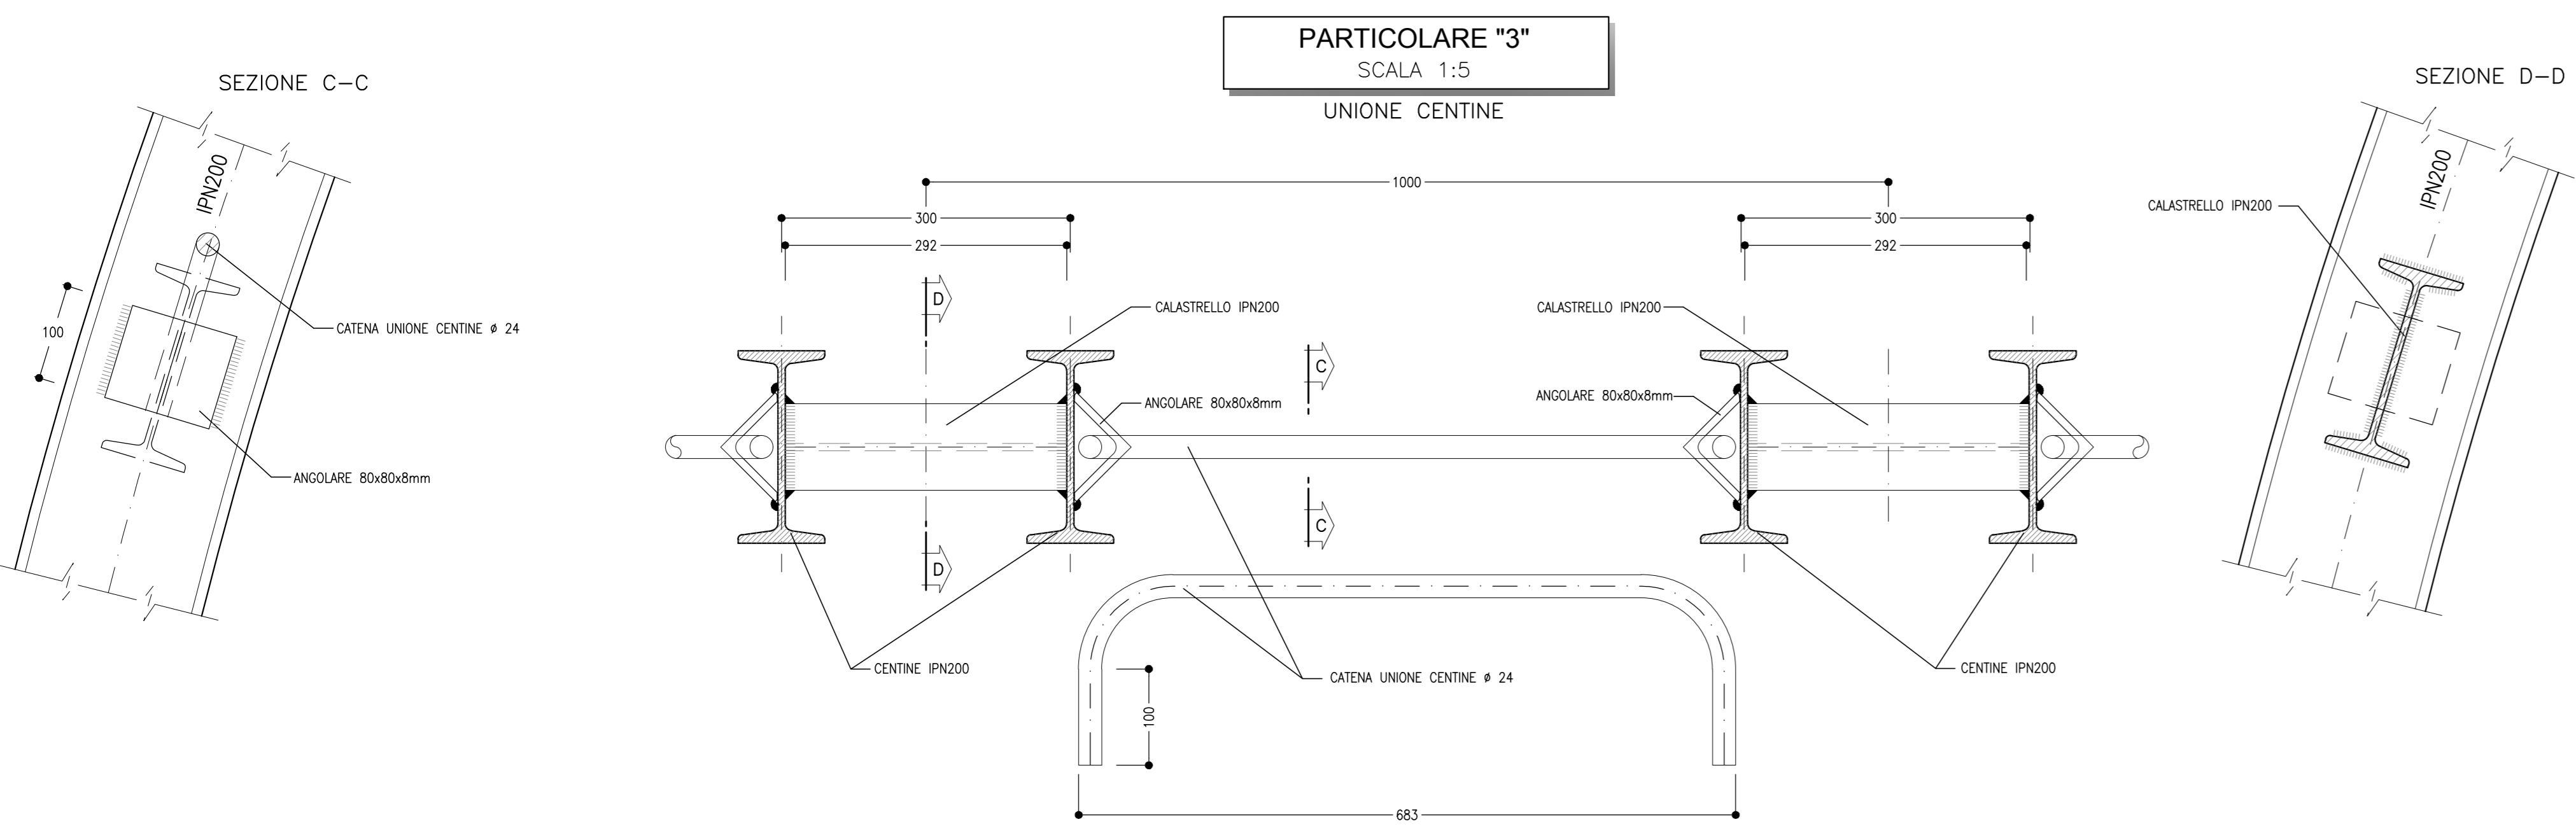 PARTICOLARE "3"
SCALA 1:5
UNIONE CENTINE
SEZIONE C-C
IPN200
100
CATENA UNIONE CENTINE ø 24
ANGOLARE 80x80x8mm
1000
300
292
300
292
D
CALASTRELLO IPN200
C
CALASTRELLO IPN200
ANGOLARE 80x80x8mm
ANGOLARE 80x80x8mm
C
D
CENTINE IPN200
CATENA UNIONE CENTINE ø 24
CENTINE IPN200
100
683
SEZIONE D-D
IPN200
CALASTRELLO IPN200